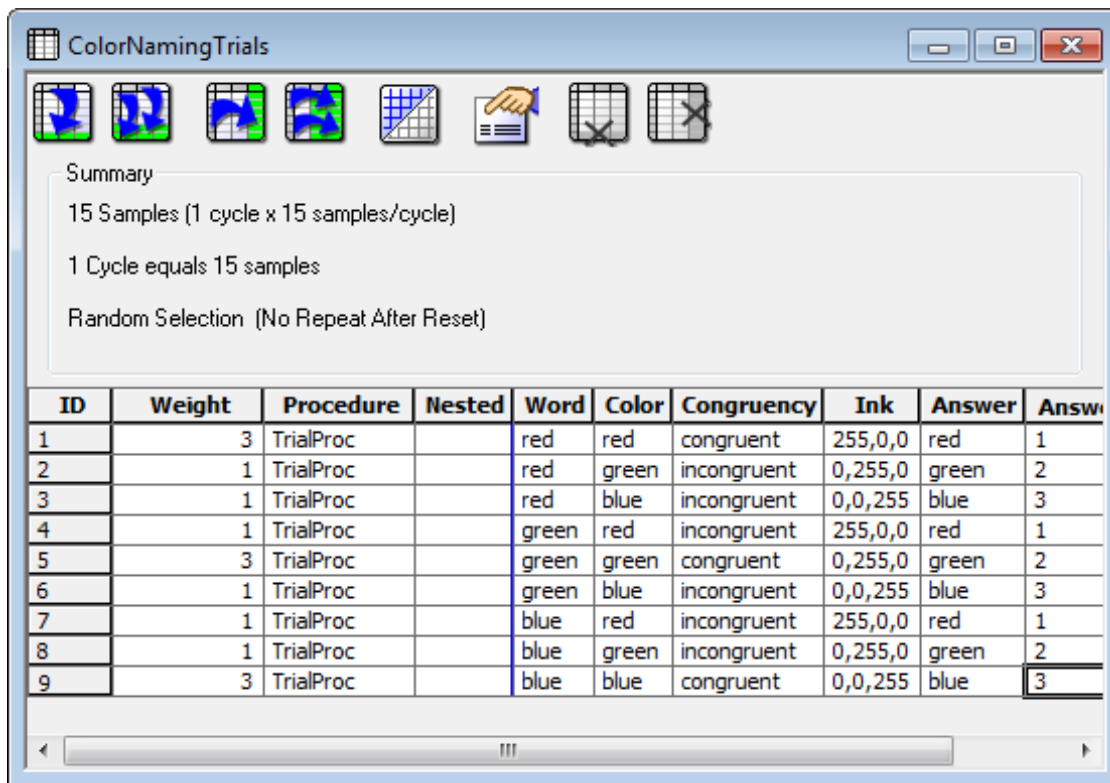 ColorNamingTrials
Summary
15 Samples (1 cycle x 15 samples/cycle)
1 Cycle equals 15 samples
Random Selection (No Repeat After Reset)
ID Weight Procedure Nested Word Color Congruency Ink Answer Answ
1 3 TrialProc red red congruent 255,0,0 red 1
2 1 TrialProc red green incongruent 0,255,0 green 2
3 1 TrialProc red blue incongruent 0,0,255 blue 3
4 1 TrialProc green red incongruent 255,0,0 red 1
5 3 TrialProc green green congruent 0,255,0 green 2
6 1 TrialProc green blue incongruent 0,0,255 blue 3
7 1 TrialProc blue red incongruent 255,0,0 red 1
8 1 TrialProc blue green incongruent 0,255,0 green 2
9 3 TrialProc blue blue congruent 0,0,255 blue 3